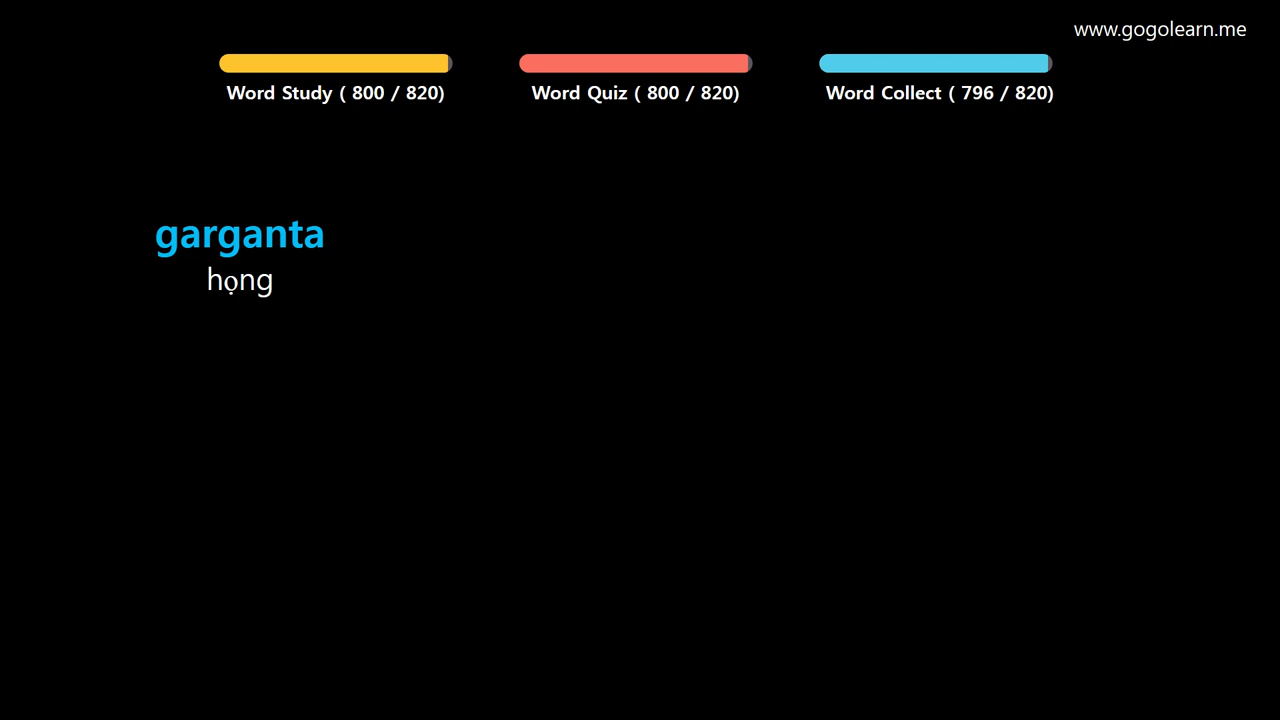 www.gogolearn.me
Word Study ( 800 / 820)
Word Quiz ( 800 / 820)
Word Collect ( 796 / 820)
garganta
họng